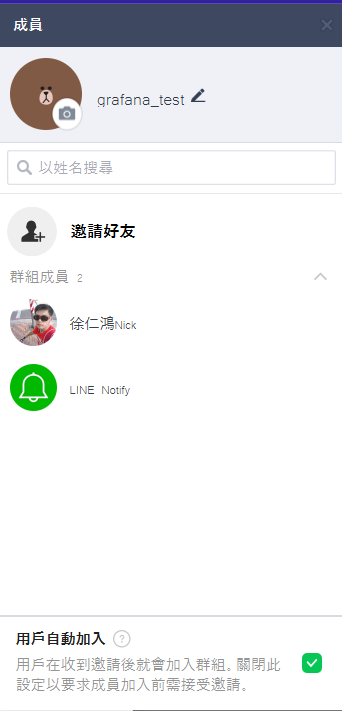 成員
grafana_test
以姓名搜尋
邀請好友
群組成員 2
徐仁鴻Nick
LINE Notify
用戶自動加入 ?
用戶在收到邀請後就會加入群組。關閉此
設定以要求成員加入前需接受邀請。